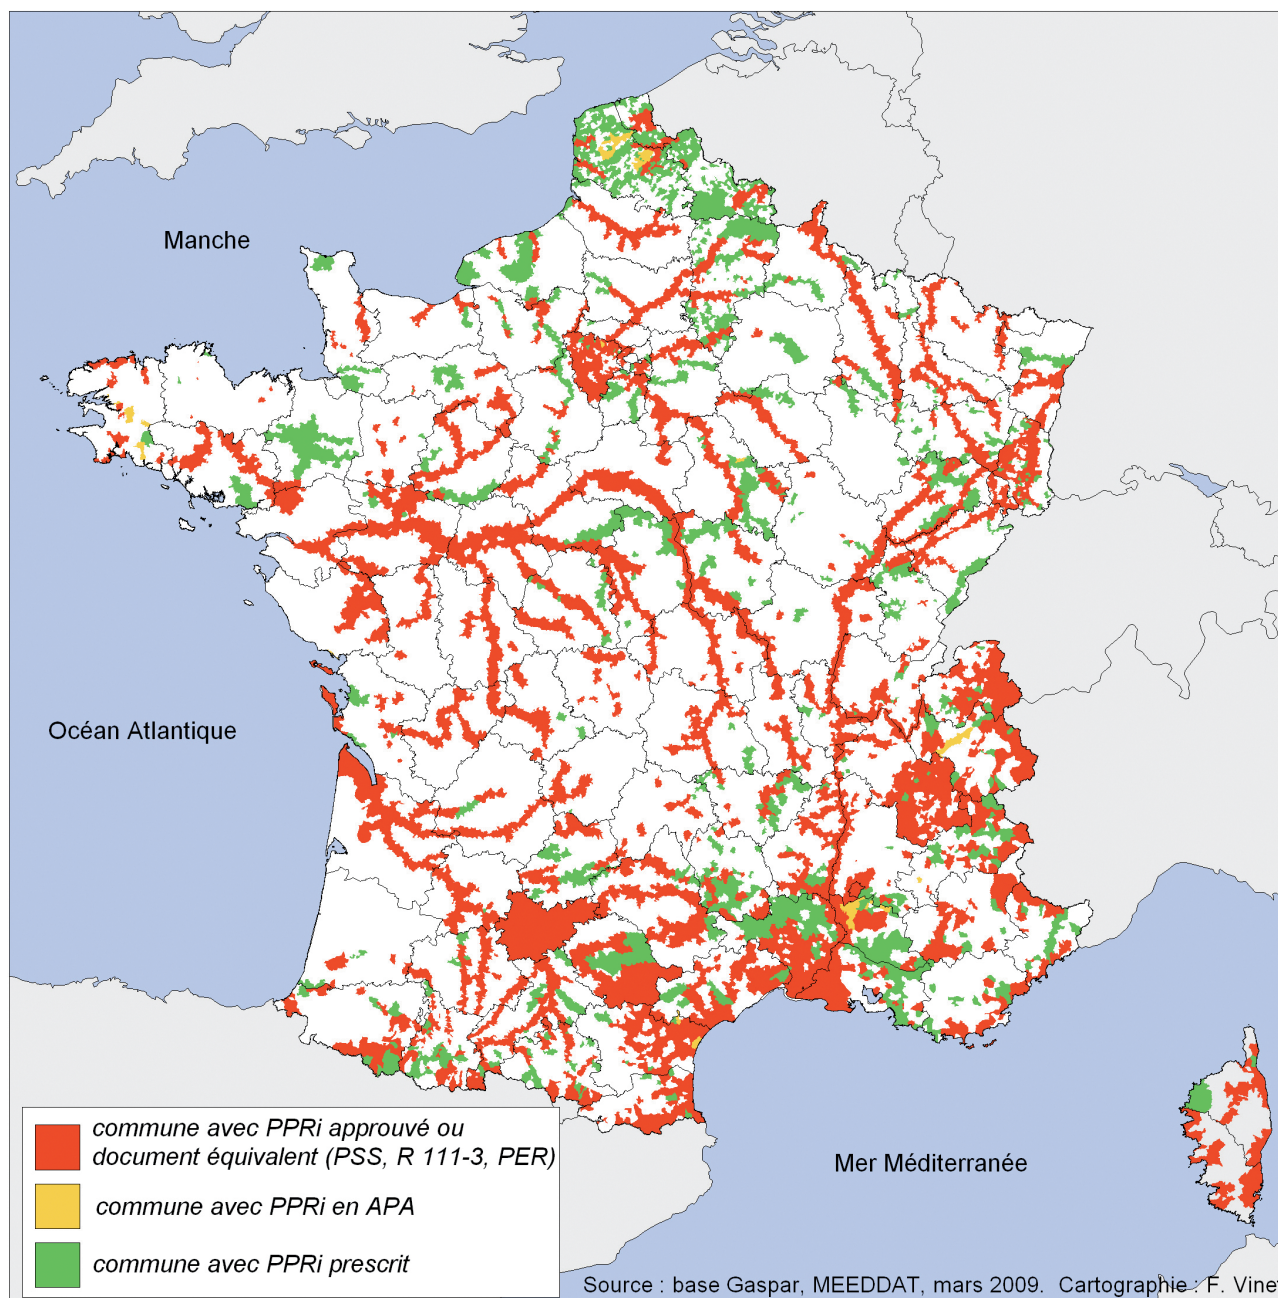 Manche
Océan Atlantique
commune avec PPRi approuvé ou
document équivalent (PSS, R 111-3, PER)
commune avec PPRi en APA
commune avec PPRi prescrit
Mer Méditerranée
Source : base Gaspar, MEEDDAT, mars 2009. Cartographie : F. Vine